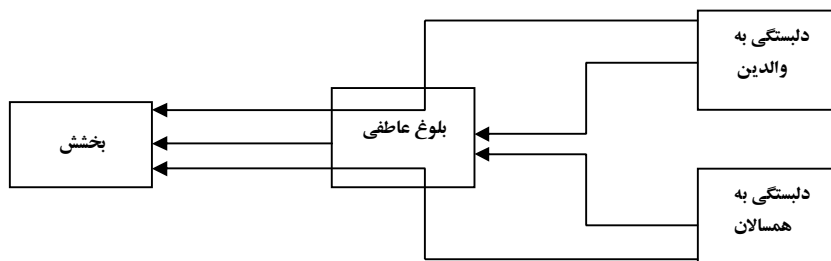 دلبستگی به
والدین
بلوغ عاطفی
بخشش
دلبستگی به
همسالان